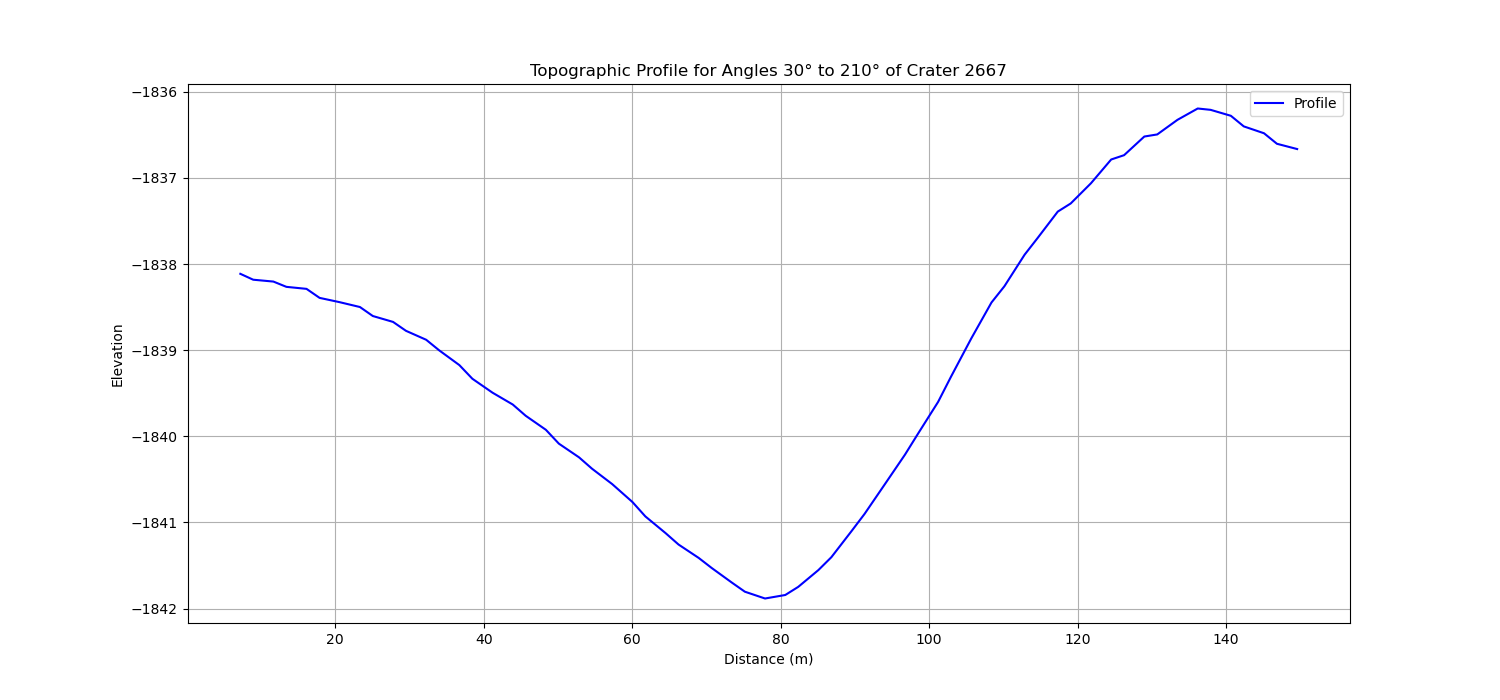 Topographic Profile for Angles 30° to 210° of Crater 2667
Profile
−1836
−1837
−1838
−1839
−1840
−1841
−1842
Elevation
20 40 60 80 100 120 140
Distance (m)